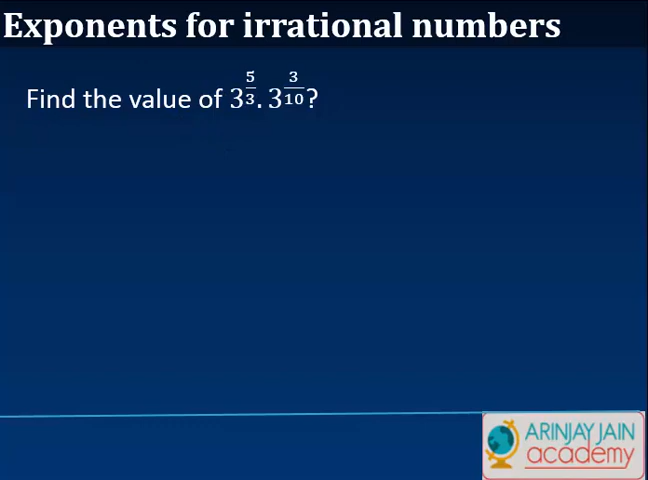 Exponents for irrational numbers
Find the value of 3^{5/3}.3^{3/10}?
ARINJAY JAIN
academy